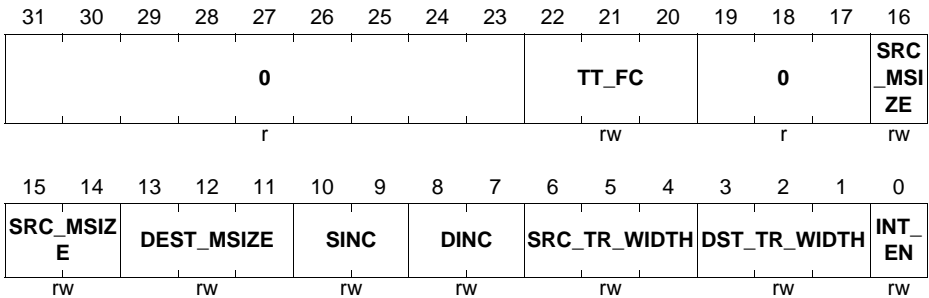 31 30 29 28 27 26 25 24 23 22 21 20 19 18 17 16
0 TT_FC 0 SRC
_MSI
ZE
r rw r rw
15 14 13 12 11 10 9 8 7 6 5 4 3 2 1 0
SRC_MSIZ
E DEST_MSIZE SINC DINC SRC_TR_WIDTH DST_TR_WIDTH INT_
EN
rw rw rw rw rw rw rw